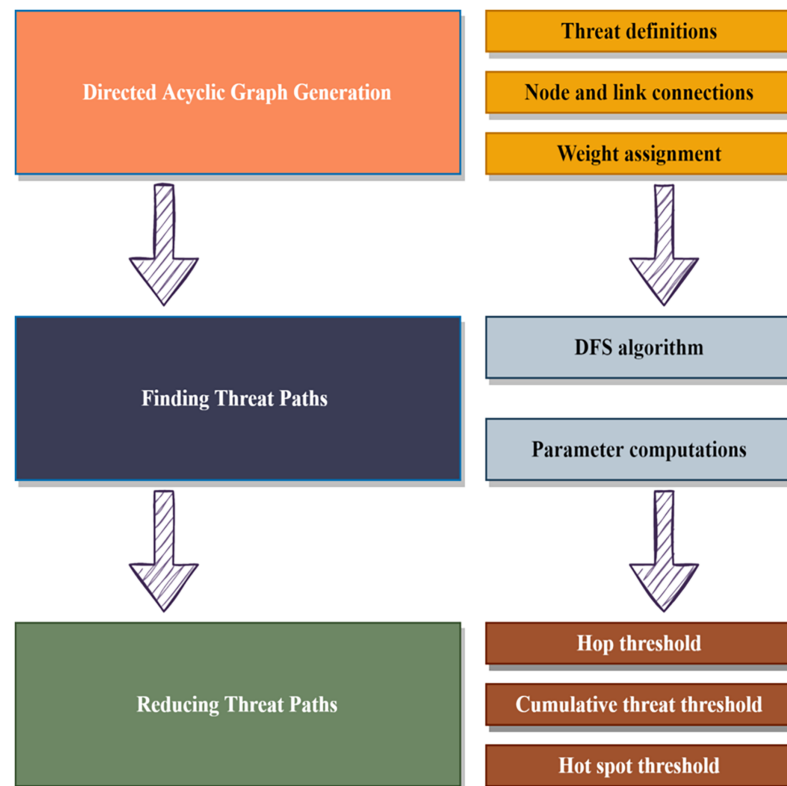 Directed Acyclic Graph Generation
Threat definitions
Node and link connections
Weight assignment
Finding Threat Paths
DFS algorithm
Parameter computations
Reducing Threat Paths
Hop threshold
Cumulative threat threshold
Hot spot threshold